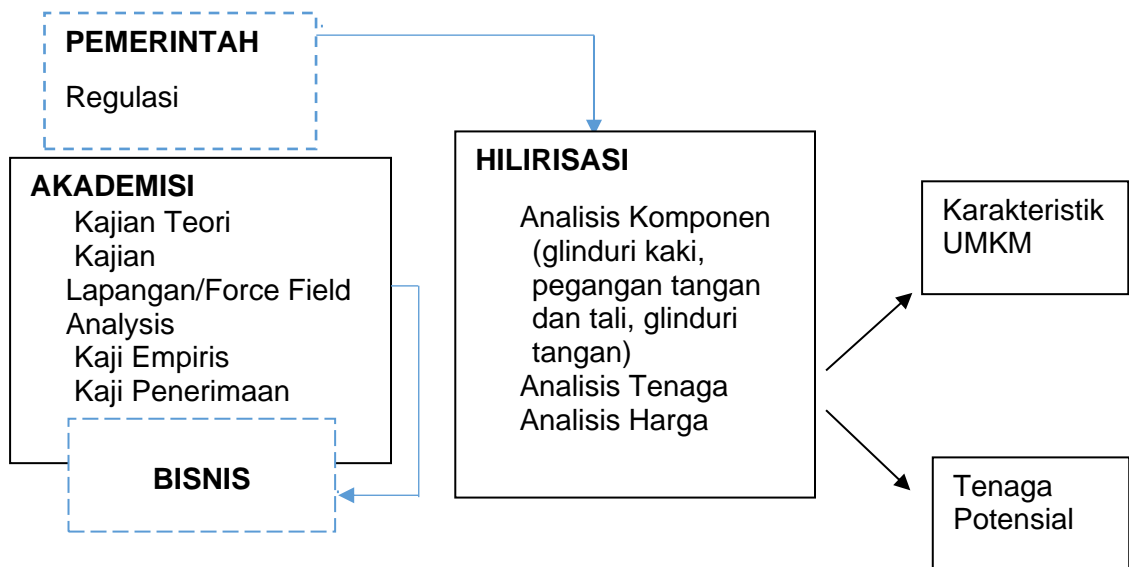 PEMERINTAH
Regulasi
AKADEMISI
Kajian Teori
Kajian
Lapangan/Force Field
Analysis
Kaji Empiris
Kaji Penerimaan
BISNIS
HILIRISASI
Analisis Komponen
(glinduri kaki,
pegangan tangan
dan tali, glinduri
tangan)
Analisis Tenaga
Analisis Harga
Karakteristik
UMKM
Tenaga
Potensial